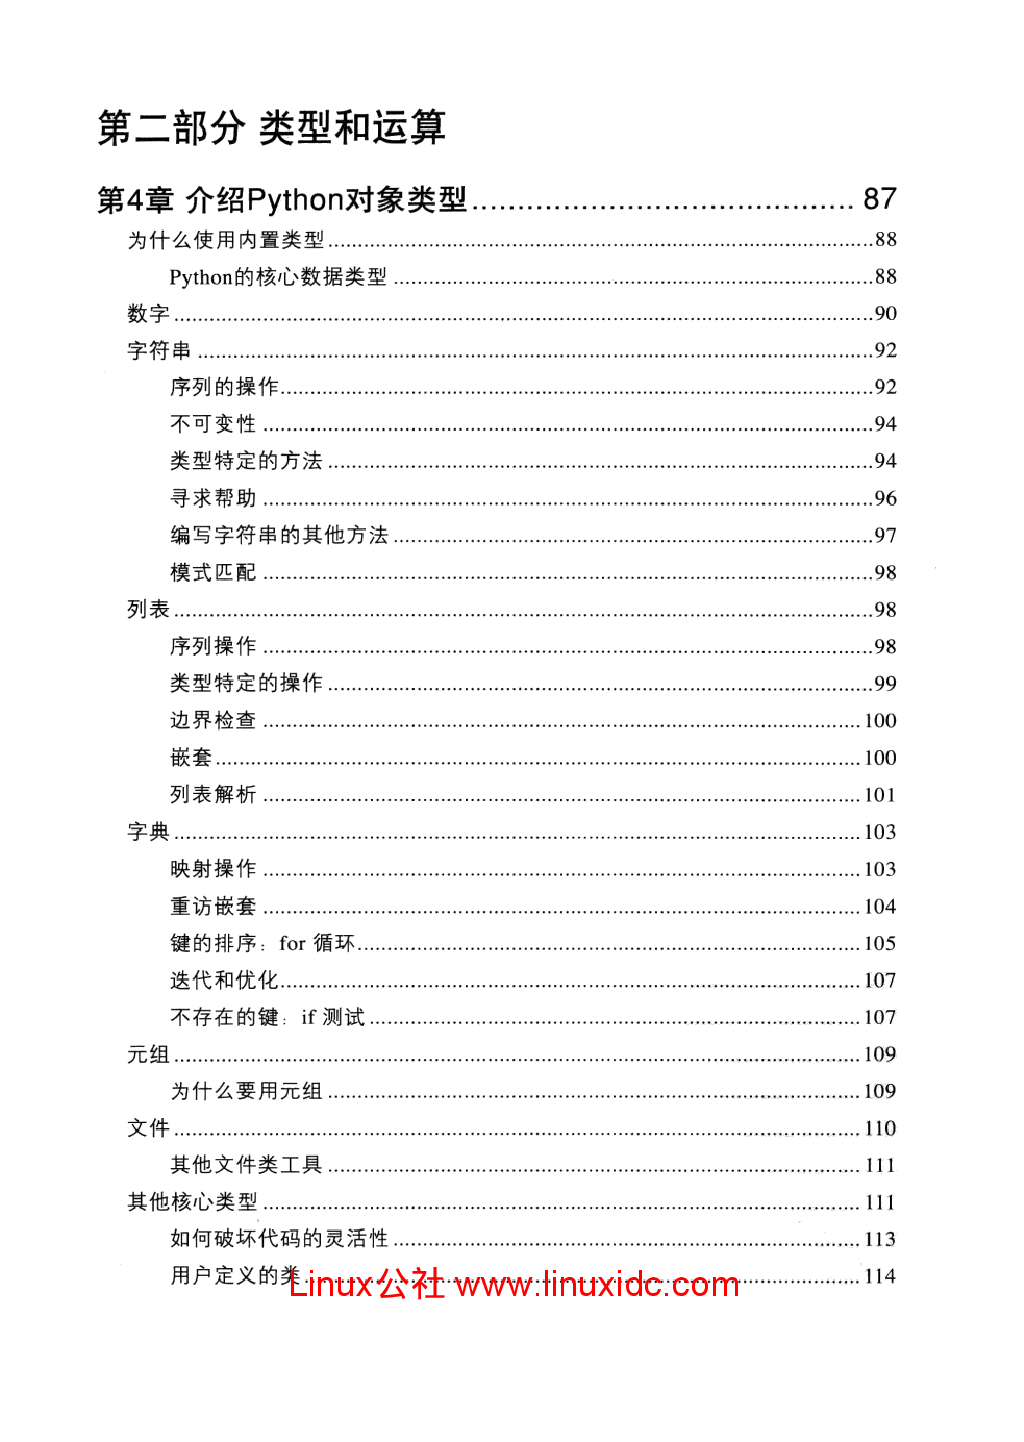 第二部分 类型和运算
第4章 介绍Python对象类型........................................ 87
为什么使用内置类型........................................88
Python的核心数据类型........................................88
数字........................................90
字符串........................................92
序列的操作........................................92
不可变性........................................94
类型特定的方法........................................94
寻求帮助........................................96
编写字符串的其他方法........................................97
模式匹配........................................98
列表........................................98
序列操作........................................98
类型特定的操作........................................99
边界检查........................................100
嵌套........................................100
列表解析........................................101
字典........................................103
映射操作........................................103
重访嵌套........................................104
键的排序：for 循环........................................105
迭代和优化........................................107
不存在的键：if 测试........................................107
元组........................................109
为什么要用元组........................................109
文件........................................110
其他文件类工具........................................111
其他核心类型........................................111
如何破坏代码的灵活性........................................113
用户定义的类........................................114
Linux公社 www.linuxidc.com